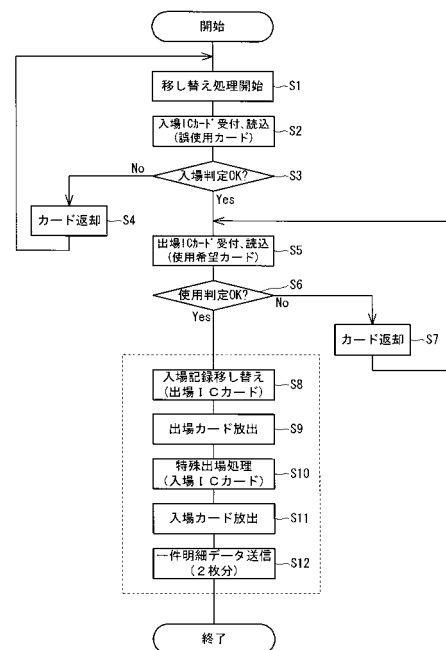 開始
移し替え処理開始
S1
入場ICカード受付、読込
(誤使用カード)
S2
入場判定OK?
S3
No
Yes
カード返却
S4
出場ICカード受付、読込
(使用希望カード)
S5
使用判定OK?
S6
No
Yes
カード返却
S7
入場記録移し替え
(出場ICカード)
S8
出場カード放出
S9
特殊出場処理
(入場ICカード)
S10
入場カード放出
S11
一件明細データ送信
(2枚分)
S12
終了